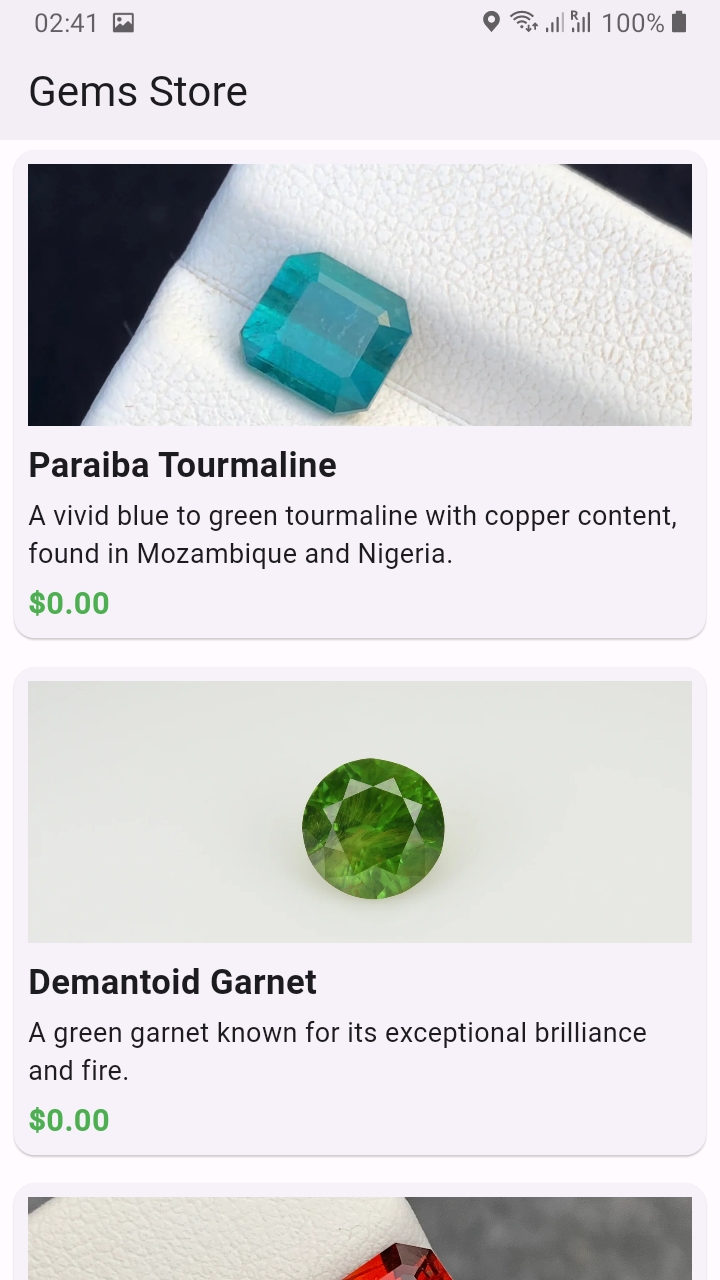 02:41
R
100%
Gems Store
Paraiba Tourmaline
A vivid blue to green tourmaline with copper content,
found in Mozambique and Nigeria.
$0.00
Demantoid Garnet
A green garnet known for its exceptional brilliance
and fire.
$0.00